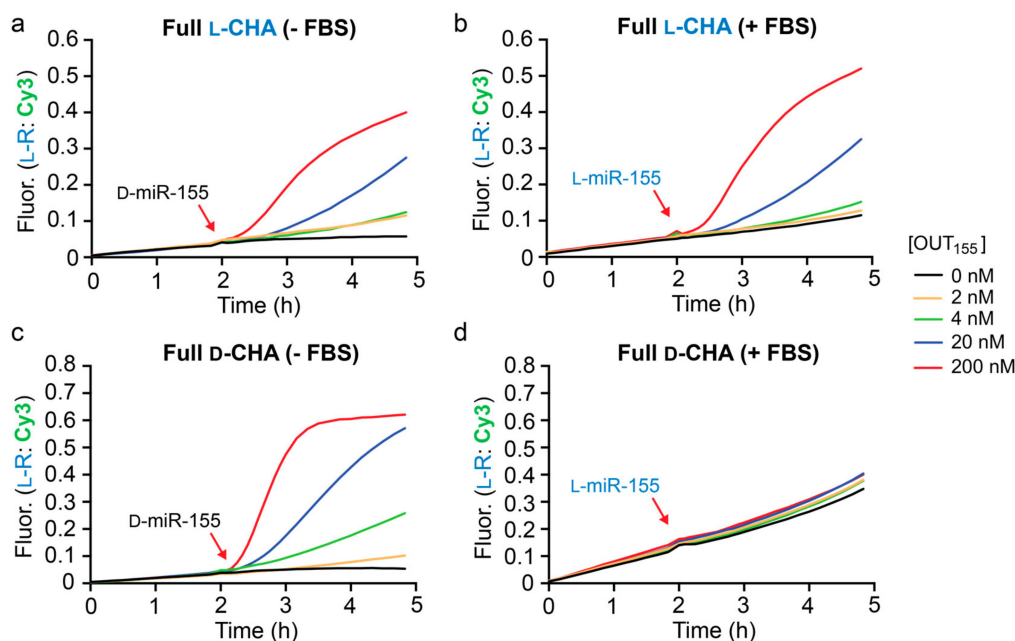 a
Full L-CHA (- FBS)
Fluor. (L-R: Cy3)
0.6
0.5
0.4
0.3
0.2
0.1
0
D-miR-155
0 1 2 3 4 5
Time (h)
b
Full L-CHA (+ FBS)
0.6
0.5
0.4
0.3
0.2
0.1
0
L-miR-155
0 1 2 3 4 5
Time (h)
[OUT155]
0 nM
2 nM
4 nM
20 nM
200 nM
c
Full D-CHA (- FBS)
Fluor. (L-R: Cy3)
0.8
0.7
0.6
0.5
0.4
0.3
0.2
0.1
0
D-miR-155
0 1 2 3 4 5
Time (h)
d
Full D-CHA (+ FBS)
Fluor. (L-R: Cy3)
0.8
0.7
0.6
0.5
0.4
0.3
0.2
0.1
0
L-miR-155
0 1 2 3 4 5
Time (h)